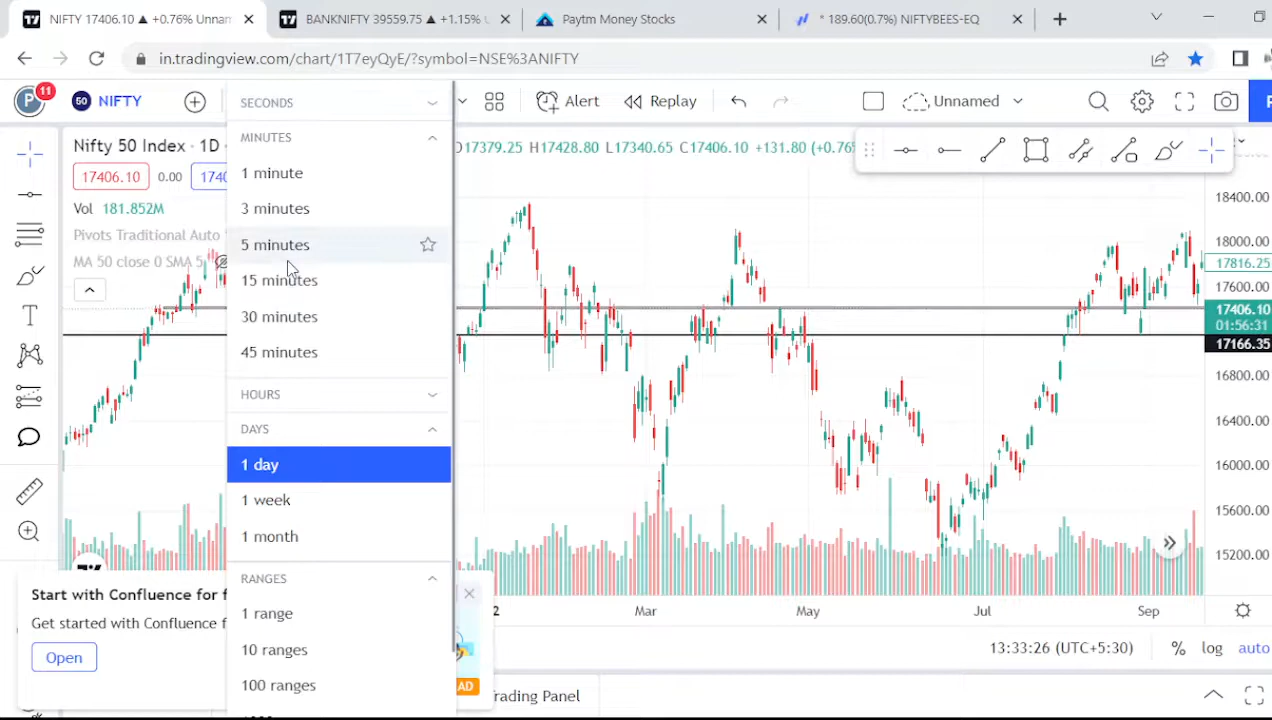 NIFTY 17406.10 ▲ +0.76% Unnam
BANKNIFTY 39559.75 ▲ +1.15%
Paytm Money Stocks
* 189.60(0.7%) NIFTYBEES-EQ
in.tradingview.com/chart/1T7eyQyE/?symbol=NSE%3ANIFTY
P
11
50
NIFTY
Alert
Replay
Unnamed
Nifty 50 Index · 1D
O17379.25 H17428.80 L17340.65 C17406.10 +131.80 (+0.76%
17406.10
0.00
1740
Vol 181.852M
Pivots Traditional Auto
MA 50 close 0 SMA 5
SECONDS
MINUTES
1 minute
3 minutes
5 minutes
15 minutes
30 minutes
45 minutes
HOURS
DAYS
1 day
1 week
1 month
RANGES
1 range
10 ranges
100 ranges
18400.00
18000.00
17816.25
17600.00
17406.10
01:56:31
17166.35
16800.00
16400.00
16000.00
15600.00
15200.00
2
Mar
May
Jul
Sep
Start with Confluence for f
Get started with Confluence f
Open
AD
13:33:26 (UTC+5:30)
%
log
auto
rading Panel